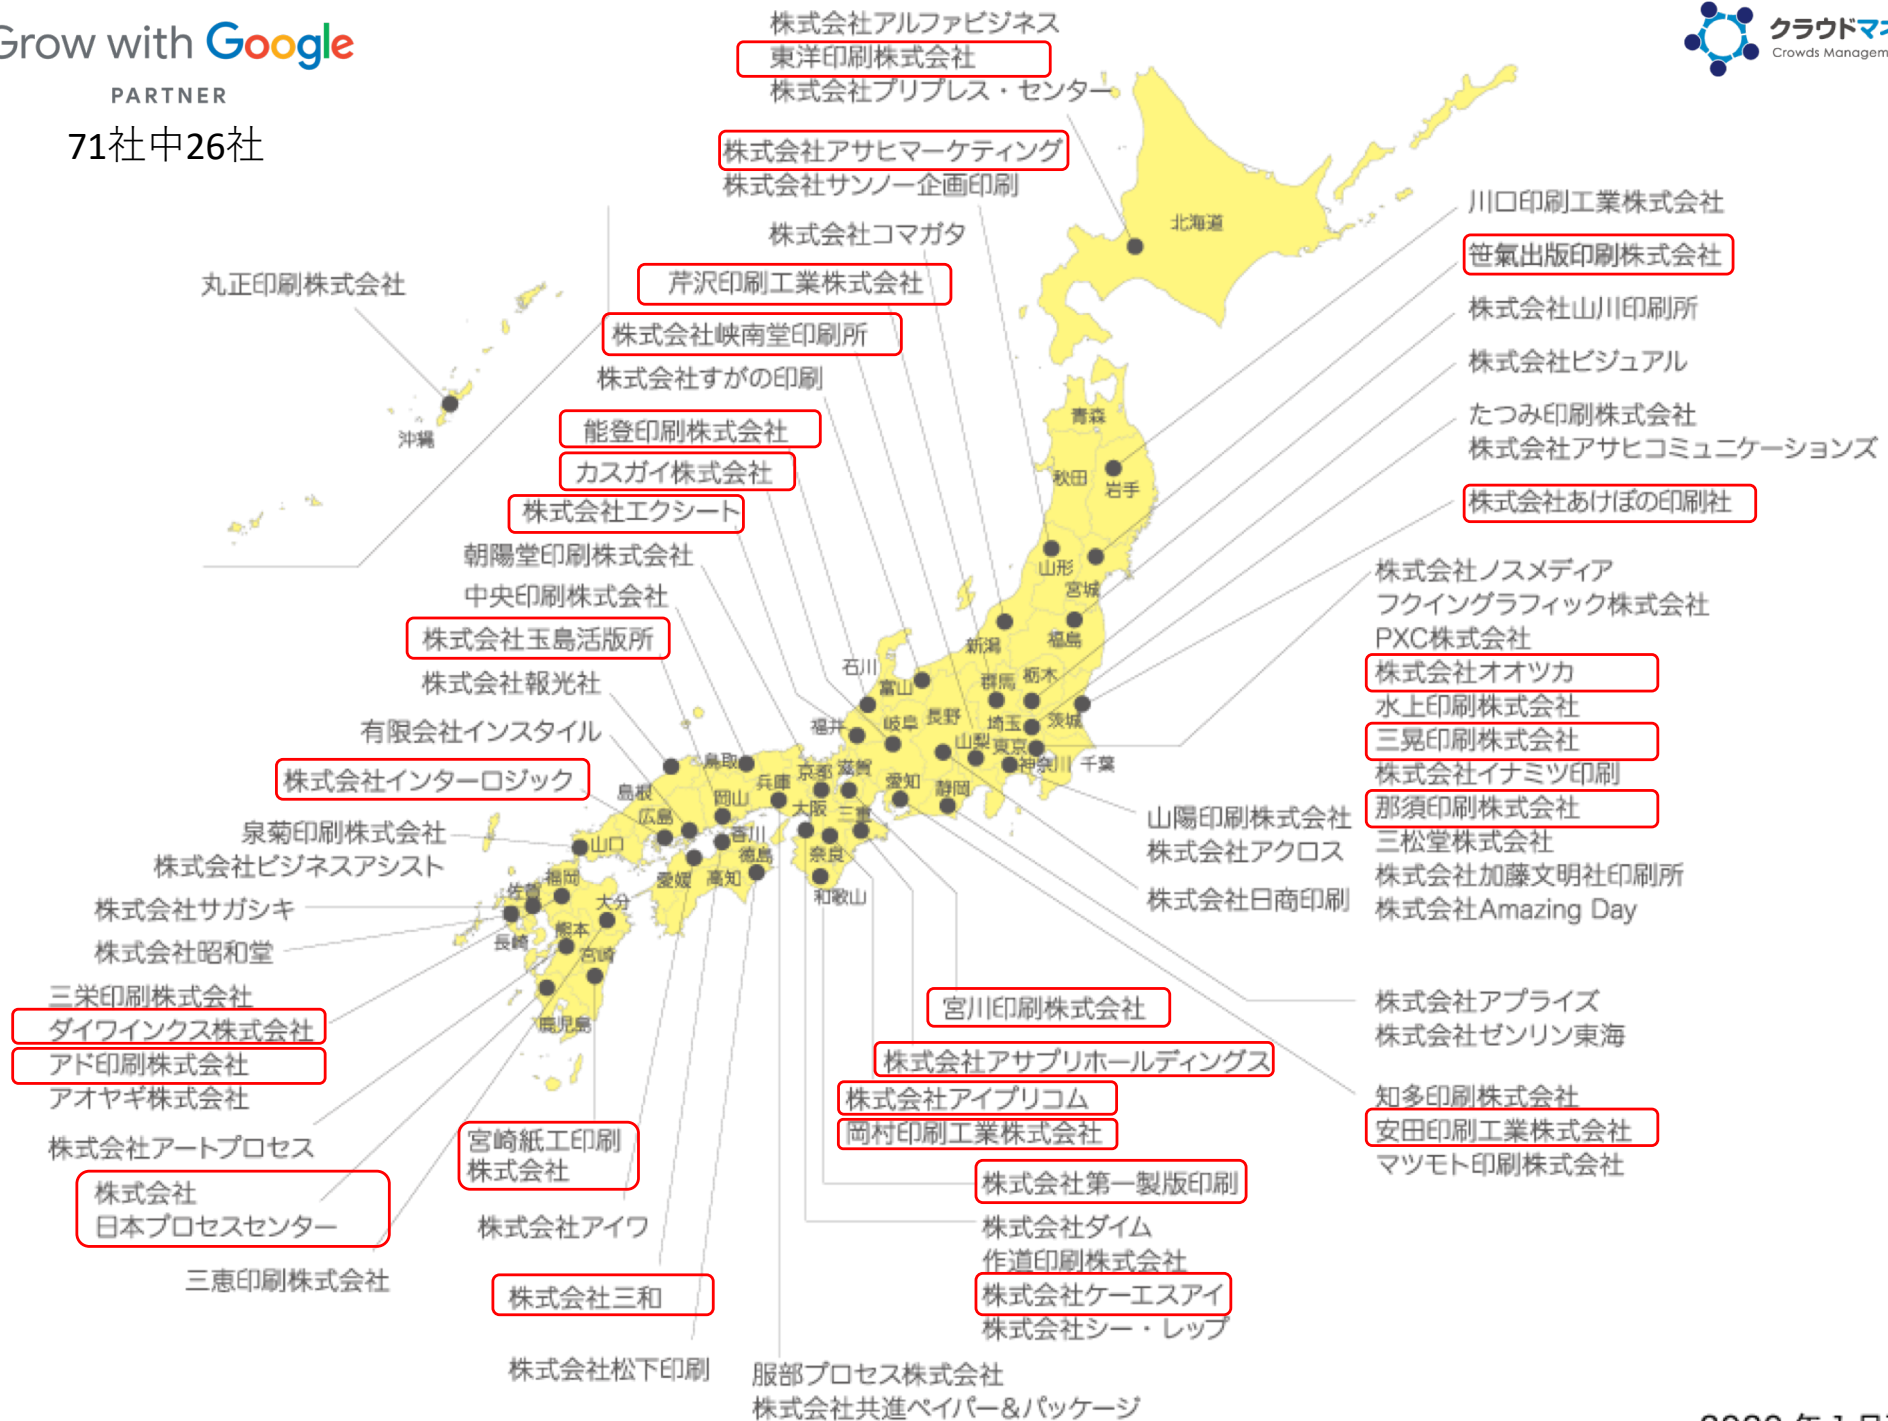 Grow with Google
PARTNER
71社中26社
クラウドマネ
Crowds Managem
株式会社アルファビジネス
東洋印刷株式会社
株式会社プリプレス・センター
株式会社アサヒマーケティング
株式会社サンノー企画印刷
株式会社コマガタ
芹沢印刷工業株式会社
株式会社峡南堂印刷所
株式会社すがの印刷
能登印刷株式会社
カスガイ株式会社
株式会社エクシート
朝陽堂印刷株式会社
中央印刷株式会社
株式会社玉島活版所
株式会社報光社
有限会社インスタイル
株式会社インターロジック
泉菊印刷株式会社
株式会社ビジネスアシスト
株式会社サガシキ
株式会社昭和堂
三栄印刷株式会社
ダイワインクス株式会社
アド印刷株式会社
アオヤギ株式会社
株式会社アートプロセス
株式会社
日本プロセスセンター
三恵印刷株式会社
丸正印刷株式会社
沖縄
北海道
青森
秋田
岩手
山形
宮城
新潟
福島
石川
富山
群馬
栃木
福井
岐阜
長野
埼玉
茨城
山梨
東京
神奈川
千葉
鳥取
兵庫
京都
滋賀
愛知
静岡
島根
岡山
大阪
三重
広島
香川
山口
徳島
奈良
愛媛
高知
和歌山
福岡
佐賀
大分
長崎
熊本
宮崎
鹿児島
川口印刷工業株式会社
笹氣出版印刷株式会社
株式会社山川印刷所
株式会社ビジュアル
たつみ印刷株式会社
株式会社アサヒコミュニケーションズ
株式会社あけぼの印刷社
株式会社ノスメディア
フクイングラフィック株式会社
PXC株式会社
株式会社オオツカ
水上印刷株式会社
三晃印刷株式会社
株式会社イナミツ印刷
那須印刷株式会社
三松堂株式会社
株式会社加藤文明社印刷所
株式会社Amazing Day
山陽印刷株式会社
株式会社アクロス
株式会社日商印刷
株式会社アプライズ
株式会社ゼンリン東海
知多印刷株式会社
安田印刷工業株式会社
マツモト印刷株式会社
宮川印刷株式会社
株式会社アサプリホールディングス
株式会社アイプリコム
岡村印刷工業株式会社
株式会社第一製版印刷
株式会社ダイム
作道印刷株式会社
株式会社ケーエスアイ
株式会社シー・レップ
宮崎紙工印刷
株式会社
株式会社アイワ
株式会社三和
株式会社松下印刷
服部プロセス株式会社
株式会社共進ペイパー&パッケージ